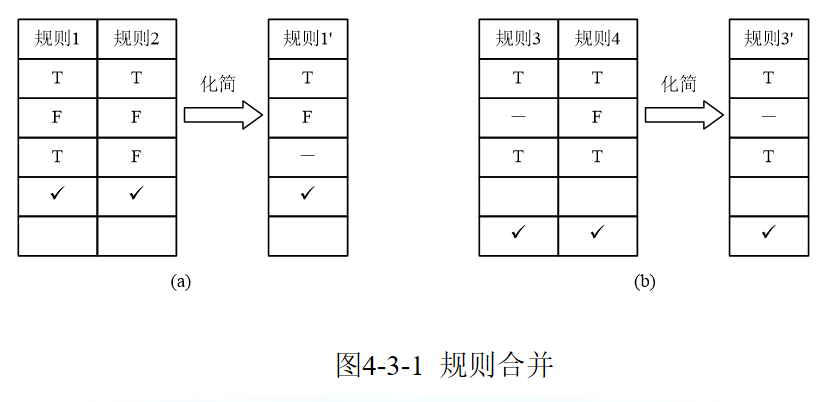 规则1 规则2 规则1' 规则3 规则4 规则3'
T T 化简 T T T 化简 T
F F F — F —
T F — T T T
✓ ✓ ✓
✓ ✓ ✓
(a) (b)
图4-3-1 规则合并